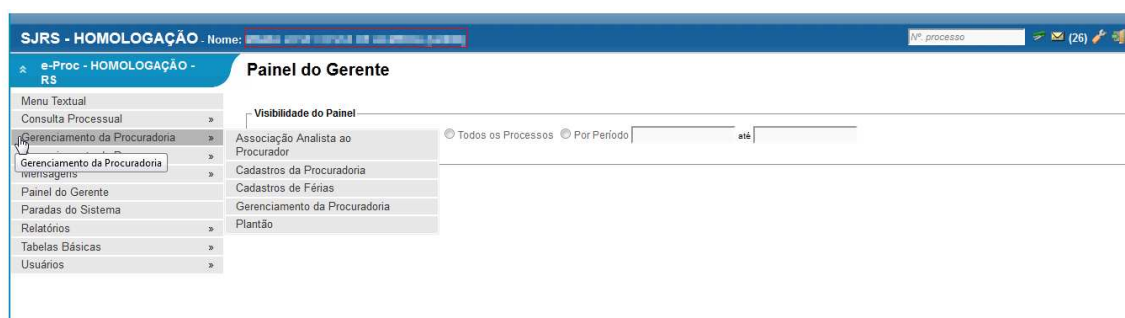 SJRS - HOMOLOGAÇÃO - Nome:
Nº. processo
(26)
e-Proc - HOMOLOGAÇÃO -
RS
Painel do Gerente
Menu Textual
Consulta Processual »
Gerenciamento da Procuradoria »
»
Gerenciamento da Procuradoria
Mensagens »
Painel do Gerente
Paradas do Sistema
Relatórios »
Tabelas Básicas »
Usuários »
Visibilidade do Painel
Associação Analista ao
Procurador
Cadastros da Procuradoria
Cadastros de Férias
Gerenciamento da Procuradoria
Plantão
Todos os Processos Por Período até